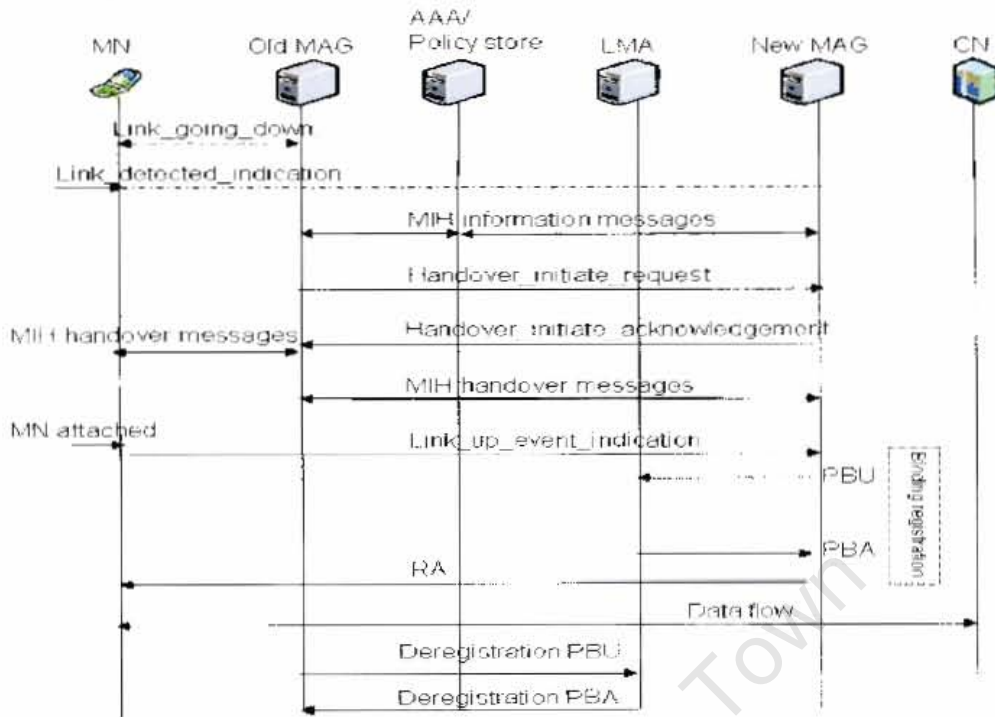 AAA/
MN Old MAG Policy store LMA New MAG CN
Link_going_down
Link_detected_indication
MIH information messages
Handover_initiate_request
MIH handover messages
Handover_initiate_acknowledgement
MIH handover messages
MN attached
Link_up_event_indication
PBU
Binding registration
PBA
RA
Data flow
Deregistration PBU
Deregistration PBA
Town